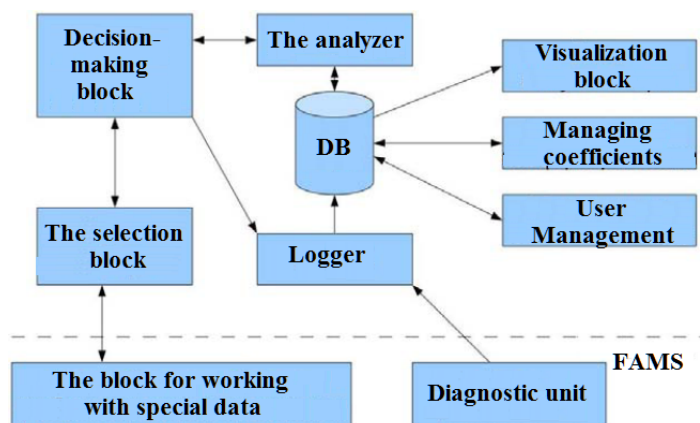 Decision-
making
block
The analyzer
Visualization
block
DB
Managing
coefficients
User
Management
The selection
block
Logger
FAMS
The block for working
with special data
Diagnostic unit